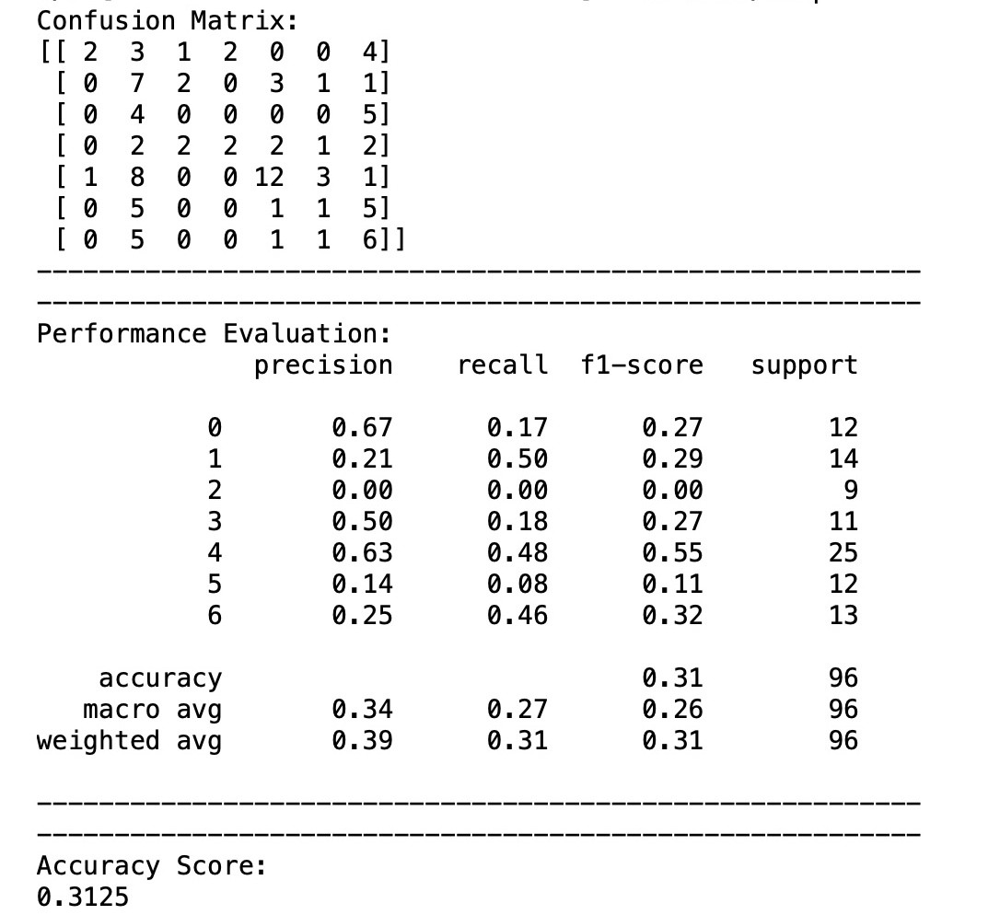 Confusion Matrix:
[[ 2  3  1  2  0  0  4]
 [ 0  7  2  0  3  1  1]
 [ 0  4  0  0  0  0  5]
 [ 0  2  2  2  2  1  2]
 [ 1  8  0  0 12  3  1]
 [ 0  5  0  0  1  1  5]
 [ 0  5  0  0  1  1  6]]
---------------------------------------------------------
---------------------------------------------------------
Performance Evaluation:
              precision    recall  f1-score   support

           0       0.67      0.17      0.27        12
           1       0.21      0.50      0.29        14
           2       0.00      0.00      0.00         9
           3       0.50      0.18      0.27        11
           4       0.63      0.48      0.55        25
           5       0.14      0.08      0.11        12
           6       0.25      0.46      0.32        13

    accuracy                           0.31        96
   macro avg       0.34      0.27      0.26        96
weighted avg       0.39      0.31      0.31        96

---------------------------------------------------------
---------------------------------------------------------
Accuracy Score:
0.3125